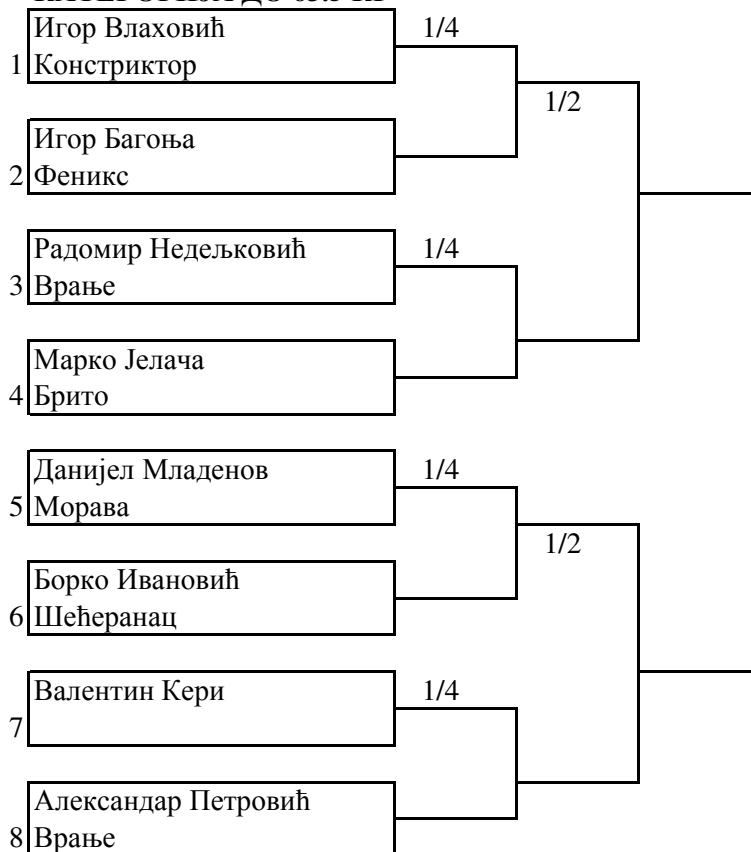 Игор Влаховић
1/4
1 Констриктор
1/2
Игор Багоња
2 Феникс
Радомир Недељковић
1/4
3 Врање
Марко Јелача
4 Брито
Данијел Младенов
1/4
5 Морава
1/2
Борко Ивановић
6 Шећеранац
Валентин Кери
1/4
7
Александар Петровић
8 Врање